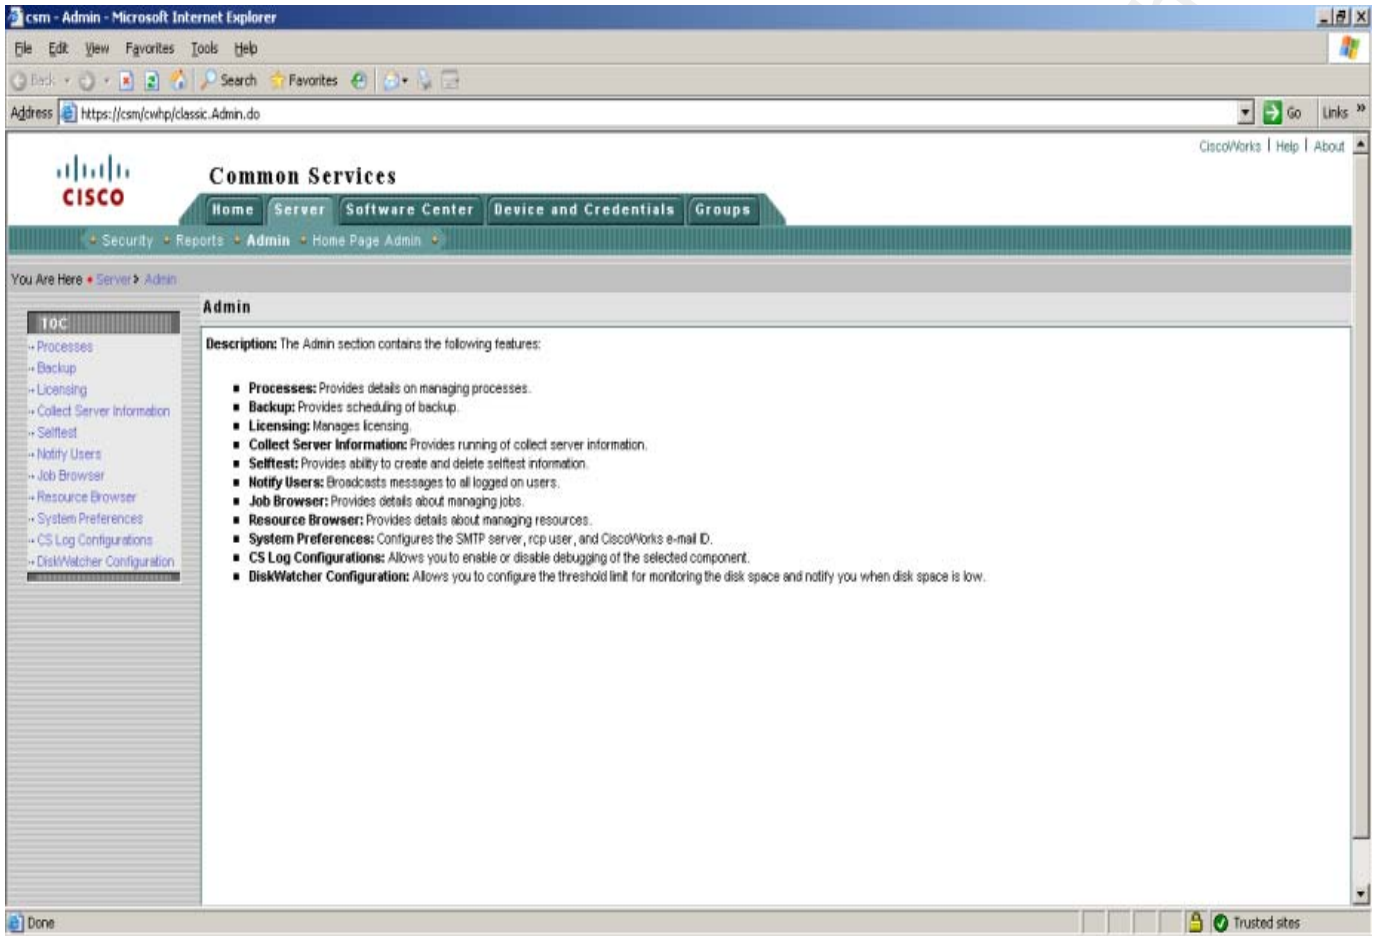 csm - Admin - Microsoft Internet Explorer
File Edit View Favorites Tools Help
Back Search Favorites
Address https://csm/cwhp/classic.Admin.do Go Links »
CiscoWorks | Help | About
CISCO
Common Services
Home Server Software Center Device and Credentials Groups
Security Reports Admin Home Page Admin
You Are Here Server > Admin
Admin
TOC
Processes
Backup
Licensing
Collect Server Information
Selftest
Notify Users
Job Browser
Resource Browser
System Preferences
CS Log Configurations
DiskWatcher Configuration
Description: The Admin section contains the following features:
Processes: Provides details on managing processes.
Backup: Provides scheduling of backup.
Licensing: Manages licensing.
Collect Server Information: Provides running of collect server information.
Selftest: Provides ability to create and delete selftest information.
Notify Users: Broadcasts messages to all logged on users.
Job Browser: Provides details about managing jobs.
Resource Browser: Provides details about managing resources.
System Preferences: Configures the SMTP server, rcp user, and CiscoWorks e-mail ID.
CS Log Configurations: Allows you to enable or disable debugging of the selected component.
DiskWatcher Configuration: Allows you to configure the threshold limit for monitoring the disk space and notify you when disk space is low.
Done
Trusted sites